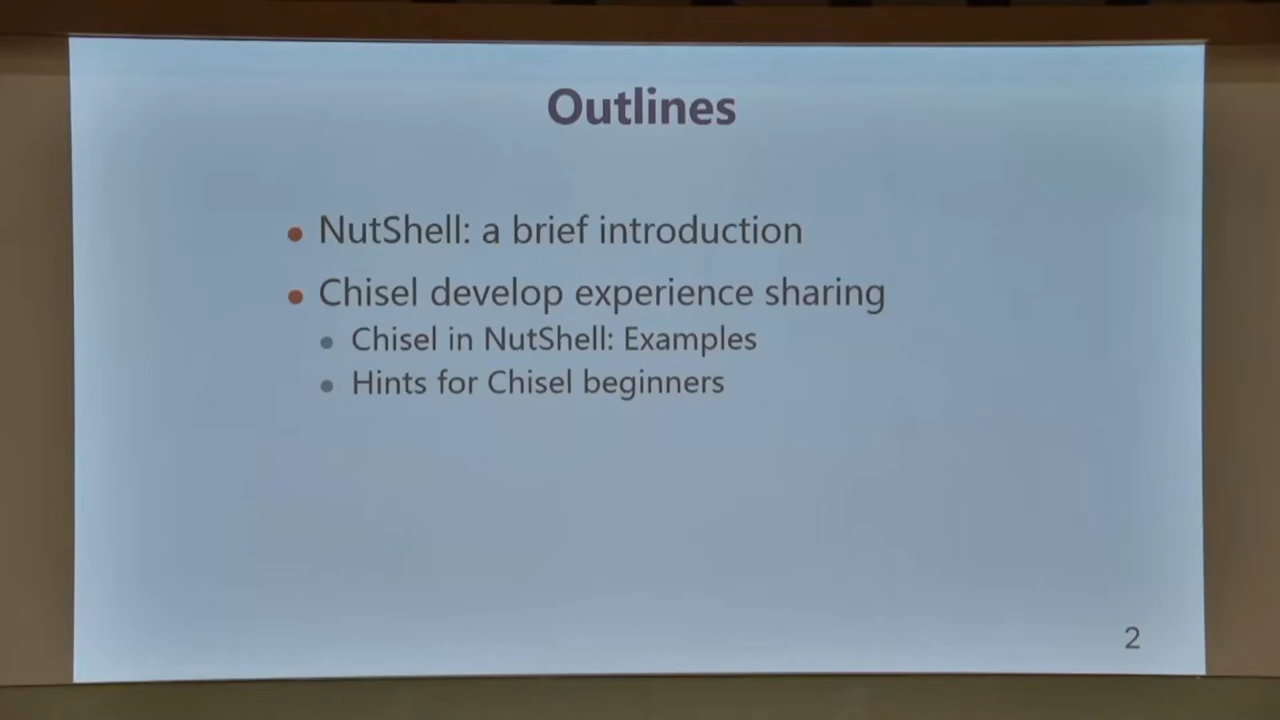 Outlines
NutShell: a brief introduction
Chisel develop experience sharing
Chisel in NutShell: Examples
Hints for Chisel beginners
2